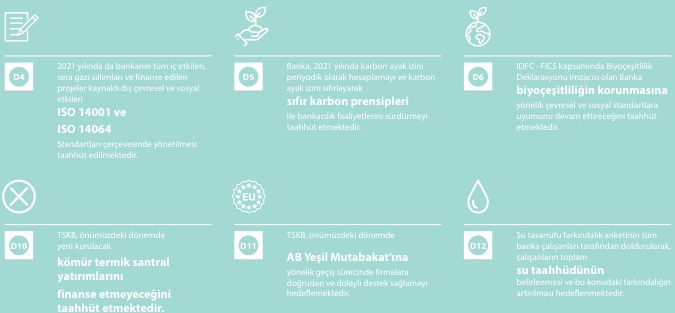 D4
2021 yılında da bankanın tüm iç etkileri,
sera gazı salımları ve finanse edilen
projeler kaynaklı dış çevresel ve sosyal
etkileri
ISO 14001 ve
ISO 14064
Standartları çerçevesinde yönetilmesi
taahhüt edilmektedir.
D5
Banka, 2021 yılında karbon ayak izini
periyodik olarak hesaplamayı ve karbon
ayak izini sıfırlayarak
sıfır karbon prensipleri
ile bankacılık faaliyetlerini sürdürmeyi
taahhüt etmektedir.
D6
IDFC - FiCS kapsamında Biyoçeşitlilik
Deklarasyonu imzacısı olan Banka
biyoçeşitliliğin korunmasına
yönelik çevresel ve sosyal standartlara
uyumunu devam ettireceğini taahhüt
etmektedir.
D10
TSKB, önümüzdeki dönemde
yeni kurulacak
kömür termik santral
yatırımlarını
finanse etmeyeceğini
taahhüt etmektedir.
EU
D11
TSKB, önümüzdeki dönemde
AB Yeşil Mutabakat'ına
yönelik geçiş sürecinde firmalara
doğrudan ve dolaylı destek sağlamayı
hedeflemektedir.
D12
Su tasarrufu farkındalık anketinin tüm
banka çalışanları tarafından doldurularak,
çalışanların toplam
su taahhüdünün
belirlenmesi ve bu konudaki farkındalığın
artırılması hedeflenmektedir.